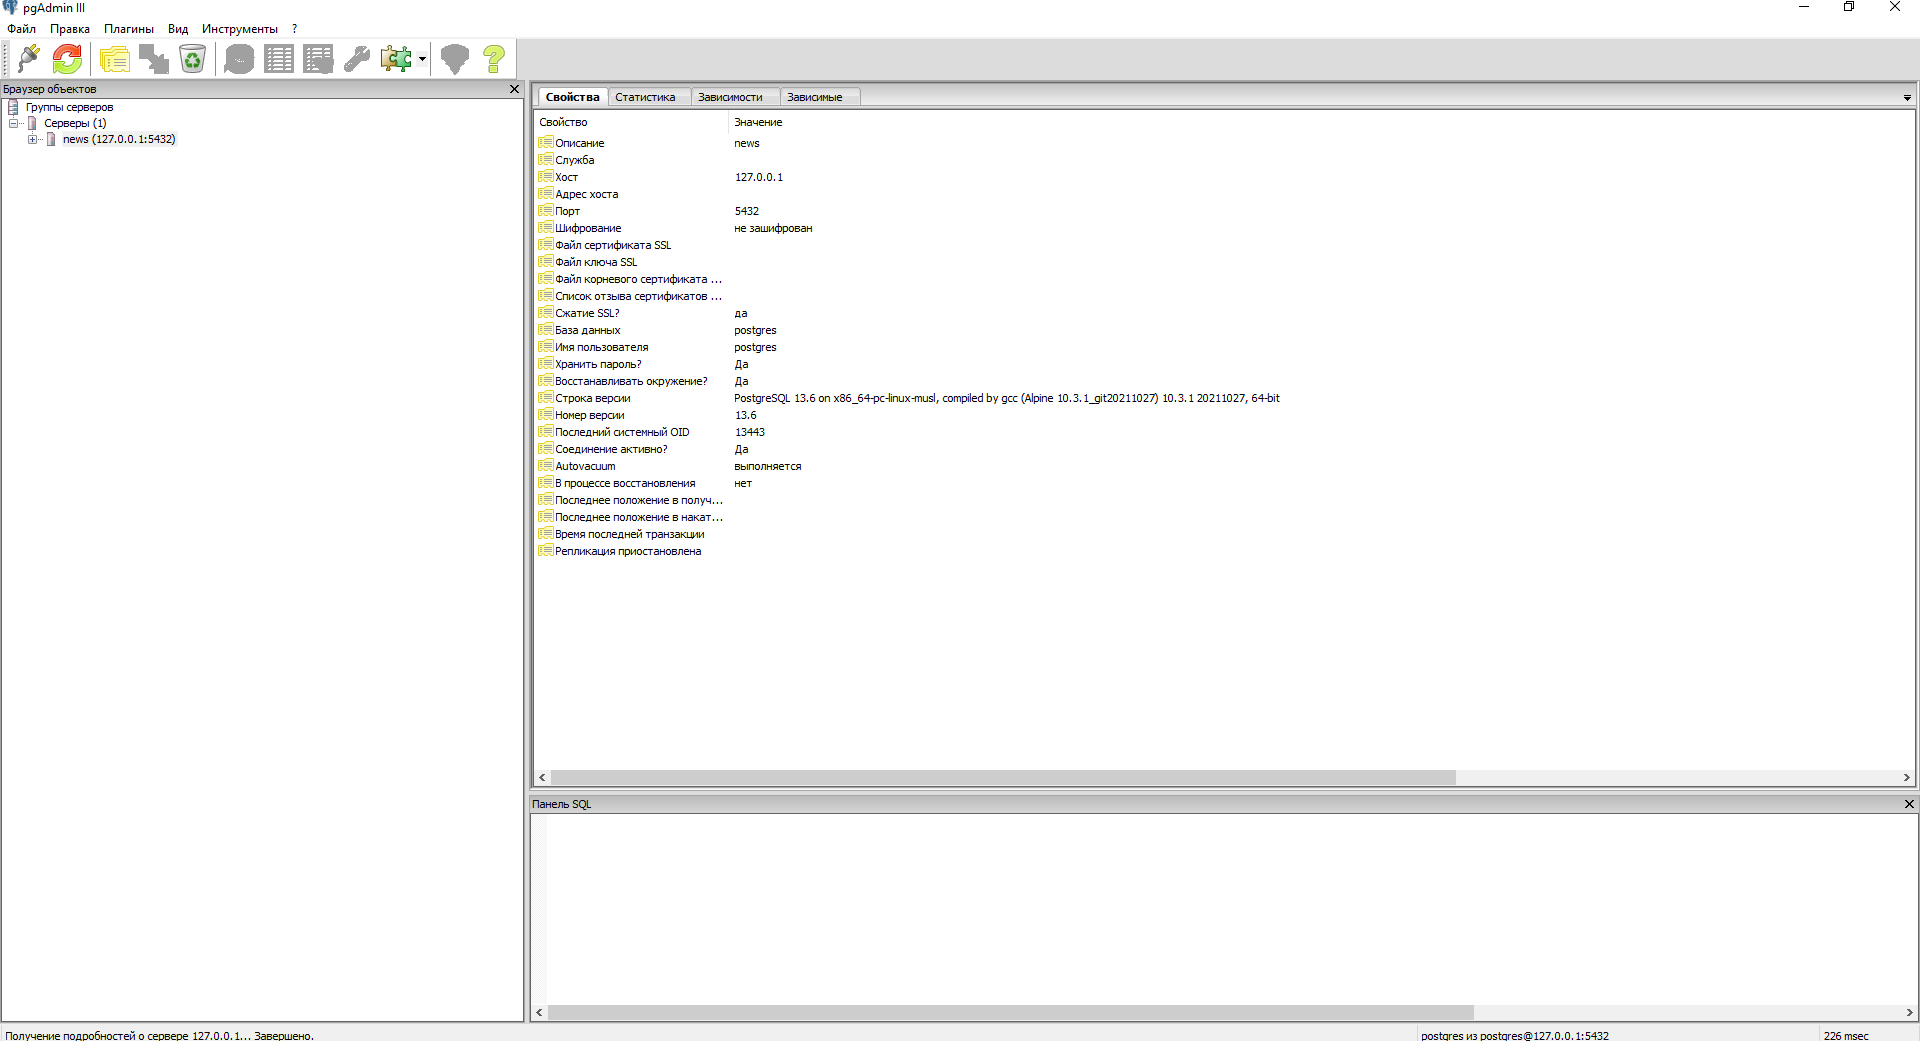 pgAdmin III
Файл Правка Плагины Вид Инструменты ?
Браузер объектов
Группы серверов
Серверы (1)
news (127.0.0.1:5432)
Свойства Статистика Зависимости Зависимые
Свойство Значение
Описание news
Служба
Хост 127.0.0.1
Адрес хоста
Порт 5432
Шифрование не зашифрован
Файл сертификата SSL
Файл ключа SSL
Файл корневого сертификата ...
Список отзыва сертификатов ...
Сжатие SSL? да
База данных postgres
Имя пользователя postgres
Хранить пароль? Да
Восстанавливать окружение? Да
Строка версии PostgreSQL 13.6 on x86_64-pc-linux-musl, compiled by gcc (Alpine 10.3.1_git20211027) 10.3.1 20211027, 64-bit
Номер версии 13.6
Последний системный OID 13443
Соединение активно? Да
Autovacuum выполняется
В процессе восстановления нет
Последнее положение в получ...
Последнее положение в накат...
Время последней транзакции
Репликация приостановлена
Панель SQL
Получение подробностей о сервере 127.0.0.1... Завершено. postgres из postgres@127.0.0.1:5432 226 msec